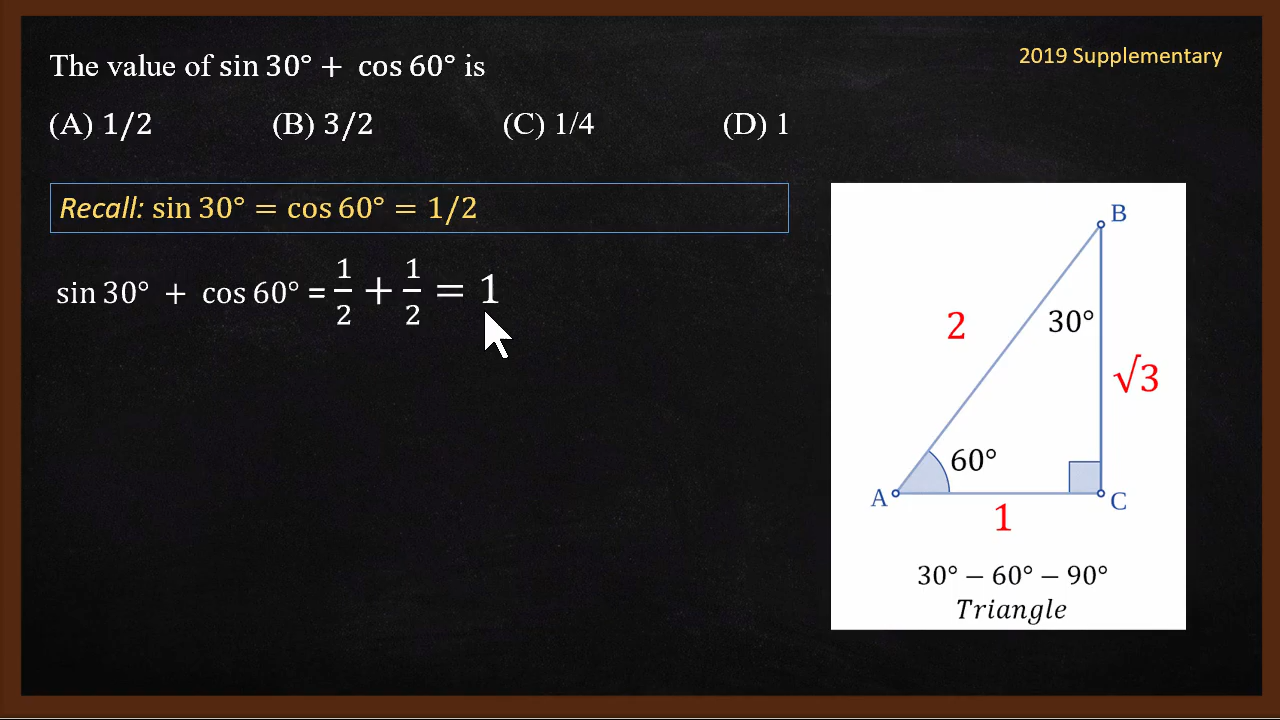 The value of sin 30° + cos 60° is
2019 Supplementary
(A) 1/2 (B) 3/2 (C) 1/4 (D) 1
Recall: sin 30° = cos 60° = 1/2
sin 30° + cos 60° = 1/2 + 1/2 = 1
B
2
30°
√3
60°
A
C
1
30° − 60° − 90°
Triangle